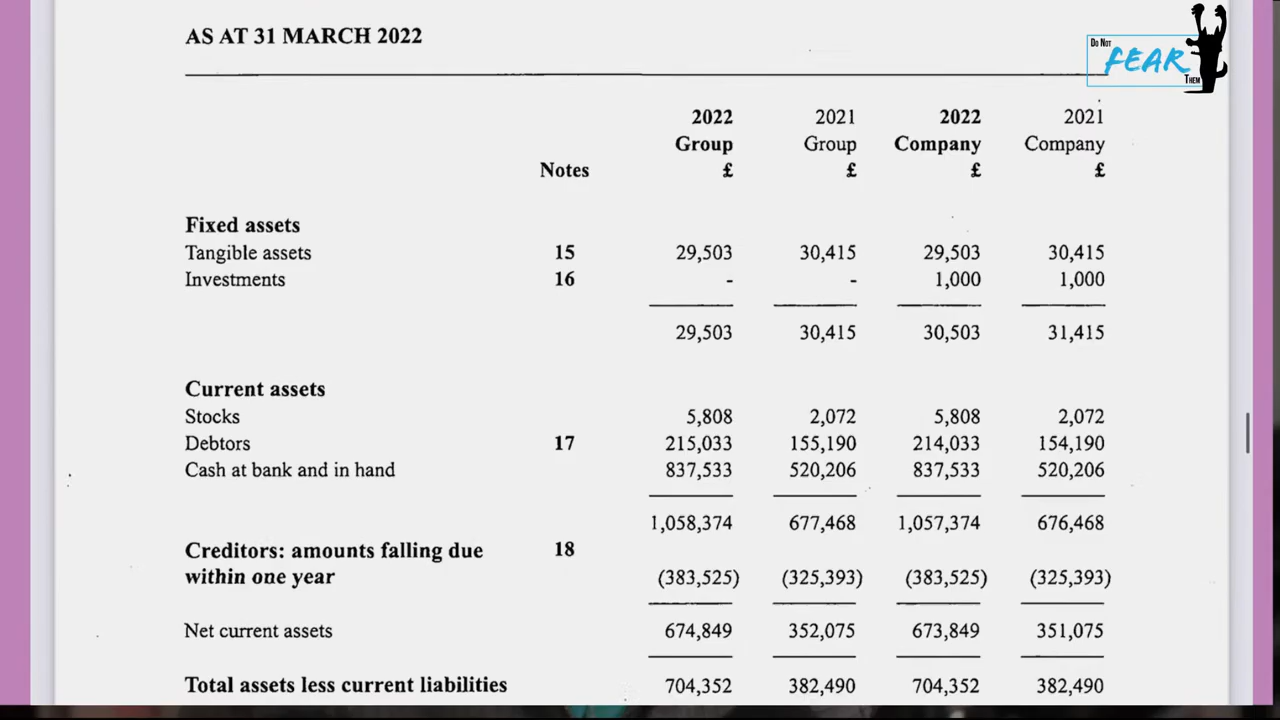 AS AT 31 MARCH 2022
Do Not
FEAR
Them
2022 2021 2022 2021
Group Group Company Company
Notes £ £ £ £
Fixed assets
Tangible assets 15 29,503 30,415 29,503 30,415
Investments 16 - - 1,000 1,000
29,503 30,415 30,503 31,415
Current assets
Stocks 5,808 2,072 5,808 2,072
Debtors 17 215,033 155,190 214,033 154,190
Cash at bank and in hand 837,533 520,206 837,533 520,206
1,058,374 677,468 1,057,374 676,468
Creditors: amounts falling due 18
within one year (383,525) (325,393) (383,525) (325,393)
Net current assets 674,849 352,075 673,849 351,075
Total assets less current liabilities 704,352 382,490 704,352 382,490